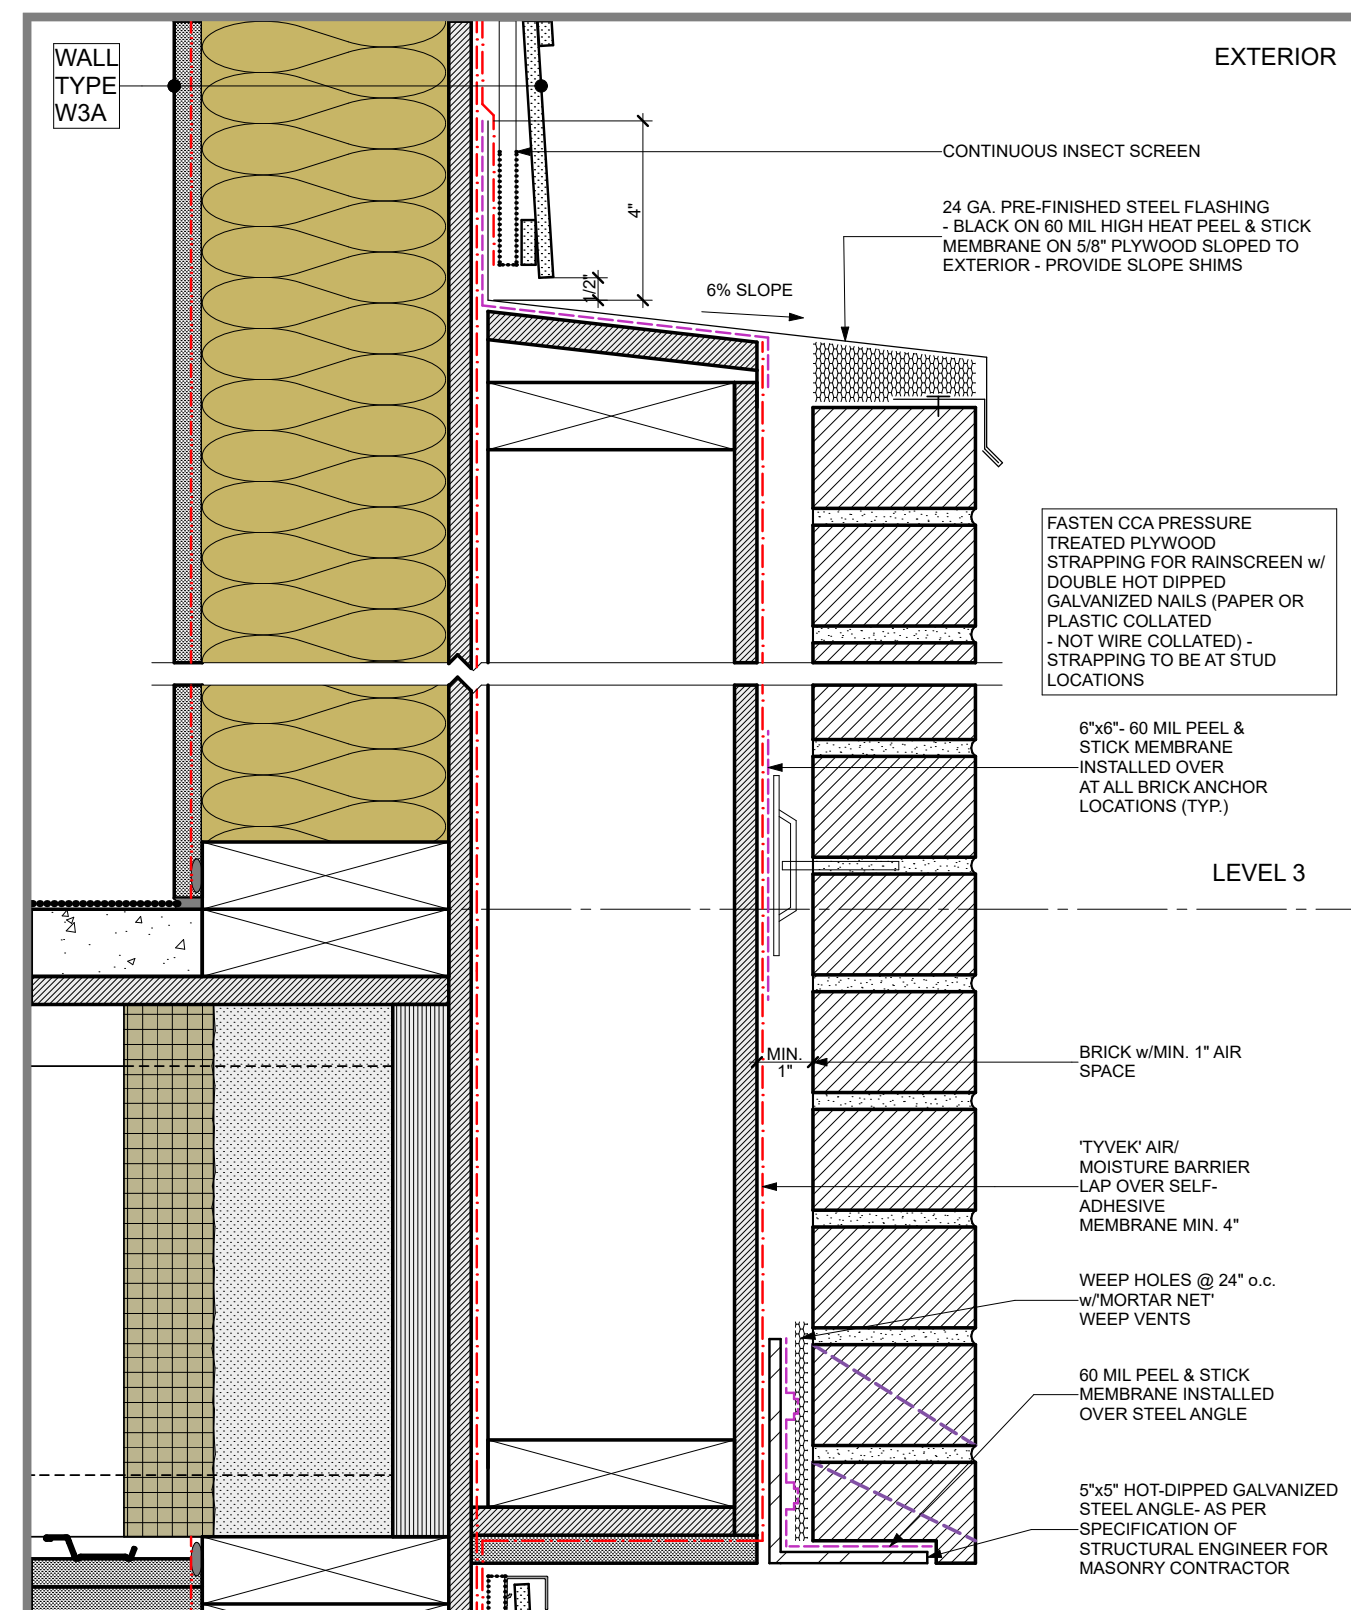 WALL
TYPE
W3A
EXTERIOR
CONTINUOUS INSECT SCREEN
24 GA. PRE-FINISHED STEEL FLASHING
- BLACK ON 60 MIL HIGH HEAT PEEL & STICK
MEMBRANE ON 5/8" PLYWOOD SLOPED TO
EXTERIOR - PROVIDE SLOPE SHIMS
4"
1/2"
6% SLOPE
FASTEN CCA PRESSURE
TREATED PLYWOOD
STRAPPING FOR RAINSCREEN w/
DOUBLE HOT DIPPED
GALVANIZED NAILS (PAPER OR
PLASTIC COLLATED
- NOT WIRE COLLATED) -
STRAPPING TO BE AT STUD
LOCATIONS
6"x6"- 60 MIL PEEL &
STICK MEMBRANE
INSTALLED OVER
AT ALL BRICK ANCHOR
LOCATIONS (TYP.)
LEVEL 3
MIN.
1"
BRICK w/MIN. 1" AIR
SPACE
'TYVEK' AIR/
MOISTURE BARRIER
LAP OVER SELF-
ADHESIVE
MEMBRANE MIN. 4"
WEEP HOLES @ 24" o.c.
w/'MORTAR NET'
WEEP VENTS
60 MIL PEEL & STICK
MEMBRANE INSTALLED
OVER STEEL ANGLE
5"x5" HOT-DIPPED GALVANIZED
STEEL ANGLE- AS PER
SPECIFICATION OF
STRUCTURAL ENGINEER FOR
MASONRY CONTRACTOR